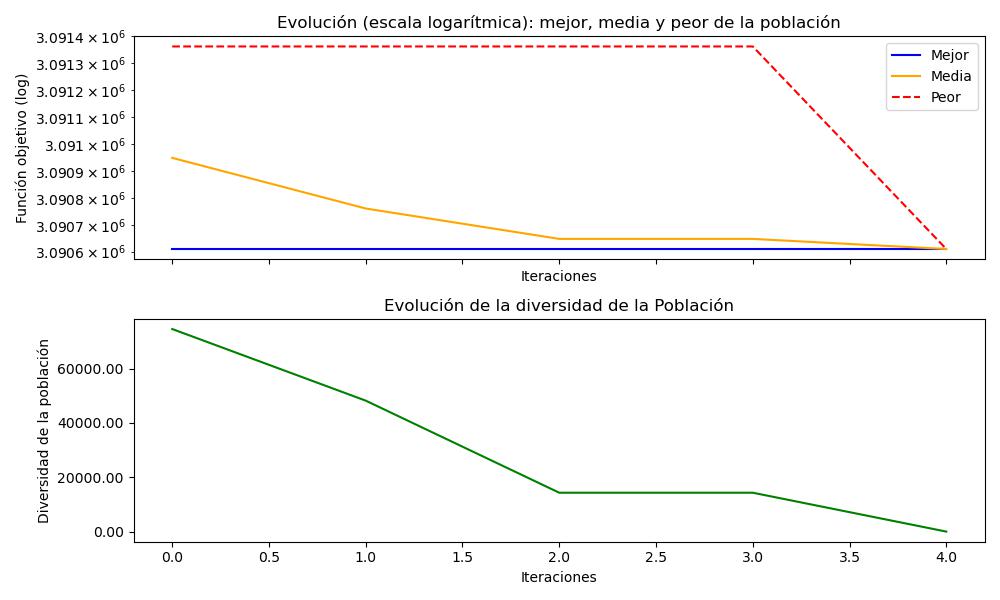 Evolución (escala logarítmica): mejor, media y peor de la población
3.0914 × 10⁶
3.0913 × 10⁶
3.0912 × 10⁶
3.0911 × 10⁶
3.091 × 10⁶
3.0909 × 10⁶
3.0908 × 10⁶
3.0907 × 10⁶
3.0906 × 10⁶
Función objetivo (log)
Mejor
Media
Peor
Iteraciones
Evolución de la diversidad de la Población
60000.00
40000.00
20000.00
0.00
Diversidad de la población
0.0 0.5 1.0 1.5 2.0 2.5 3.0 3.5 4.0
Iteraciones